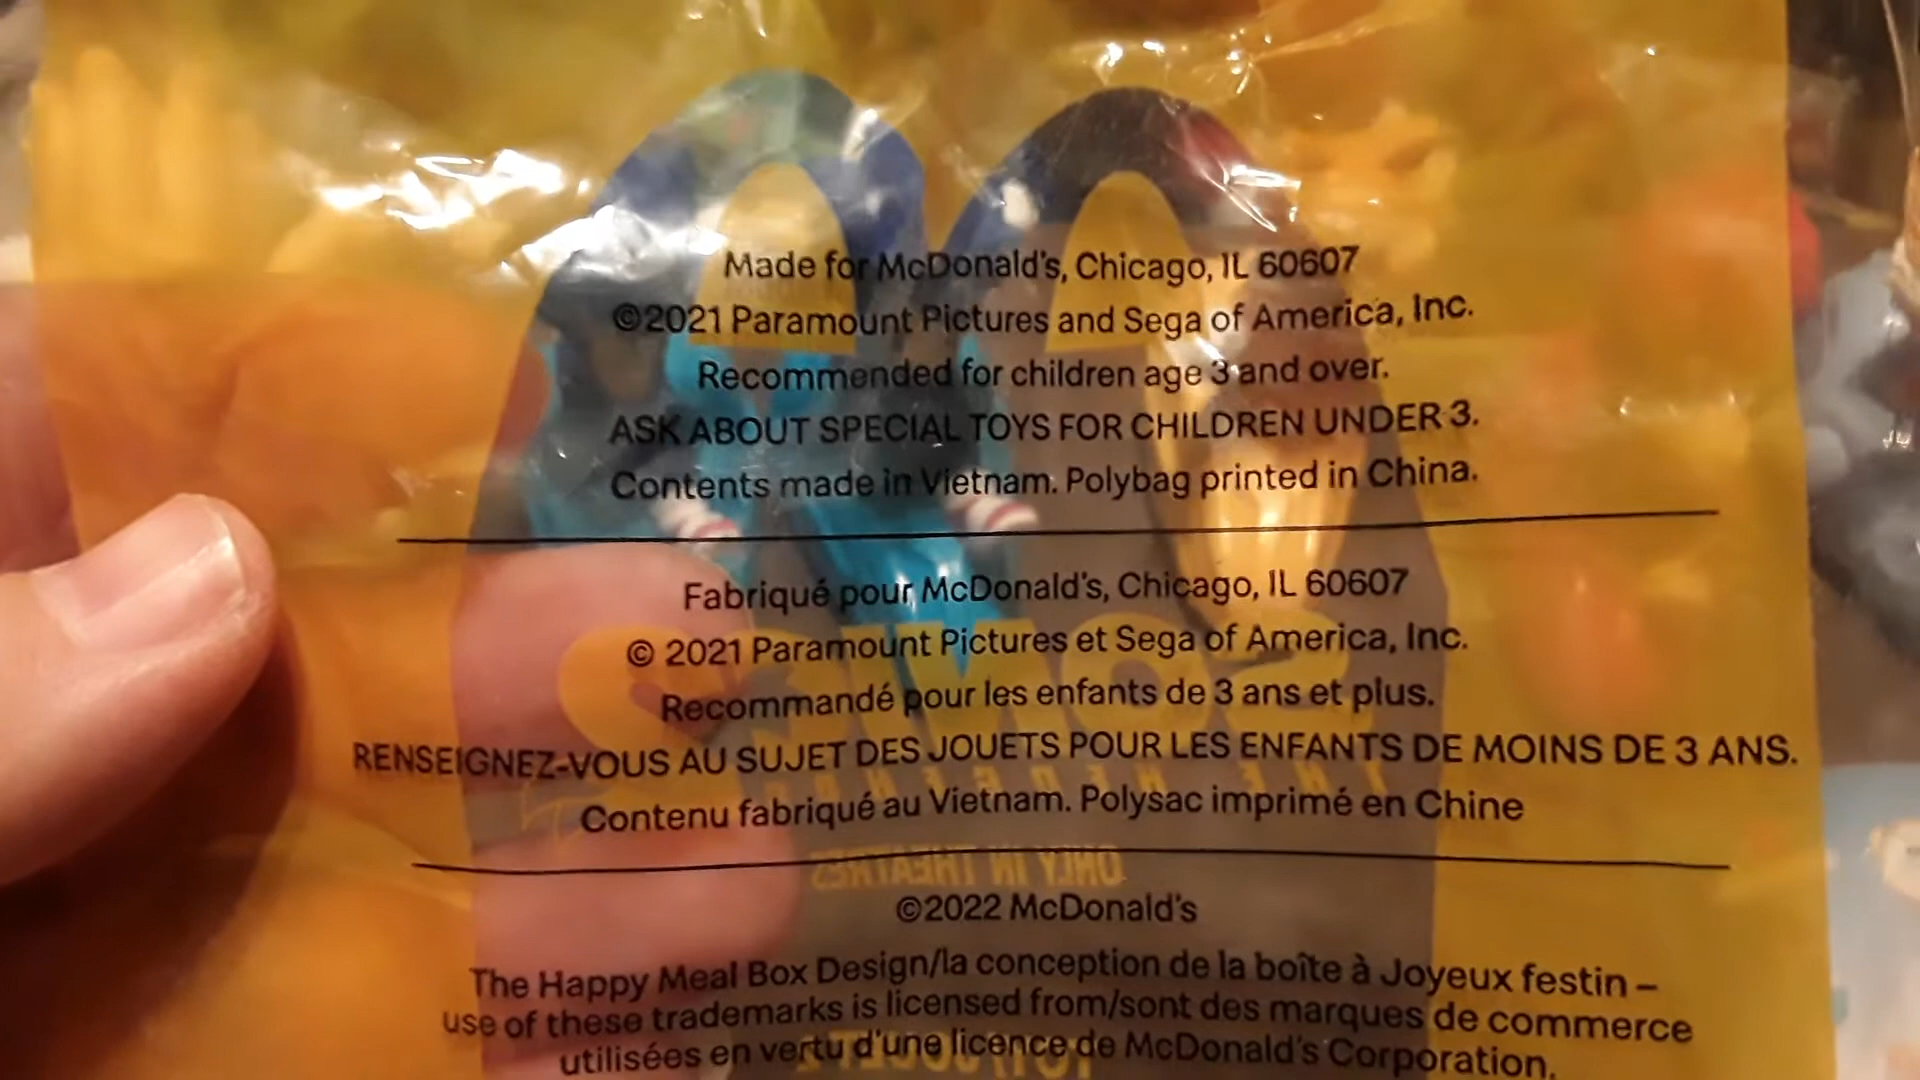 Made for McDonald's, Chicago, IL 60607
©2021 Paramount Pictures and Sega of America, Inc.
Recommended for children age 3 and over.
ASK ABOUT SPECIAL TOYS FOR CHILDREN UNDER 3.
Contents made in Vietnam. Polybag printed in China.
Fabriqué pour McDonald's, Chicago, IL 60607
© 2021 Paramount Pictures et Sega of America, Inc.
Recommandé pour les enfants de 3 ans et plus.
RENSEIGNEZ-VOUS AU SUJET DES JOUETS POUR LES ENFANTS DE MOINS DE 3 ANS.
Contenu fabriqué au Vietnam. Polysac imprimé en Chine
ONLY IN THEATRES
©2022 McDonald's
The Happy Meal Box Design/la conception de la boîte à Joyeux festin –
use of these trademarks is licensed from/sont des marques de commerce
utilisées en vertu d'une licence de McDonald's Corporation.